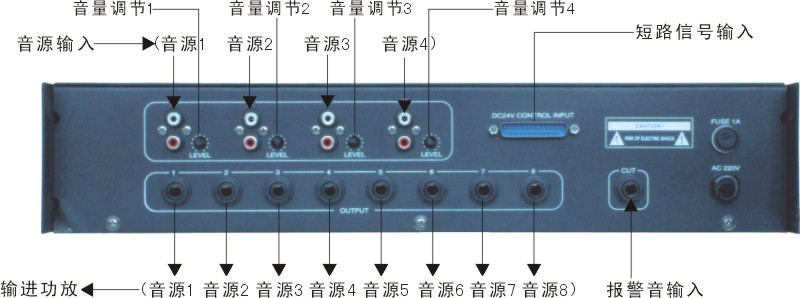 音量调节1 音量调节2 音量调节3 音量调节4
音源输入 (音源1 音源2 音源3 音源4) 短路信号输入
DC24V CONTROL INPUT
CAUTION!
RISK OF ELECTRIC SHOCK
FUSE 1A
LEVEL LEVEL LEVEL LEVEL
1 2 3 4 5 6 7 8
CUT
AC 220V
OUTPUT
输进功放 (音源1 音源2 音源3 音源4 音源5 音源6 音源7 音源8) 报警音输入